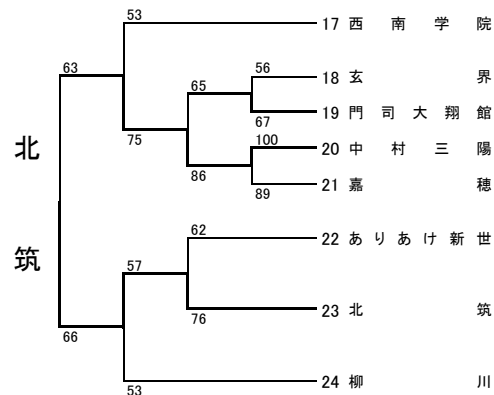 53
17 西南学院
63
56
65
18 玄界
67
19 門司大翔館
75
100
北
20 中村三陽
86
89
21 嘉穂
62
22 ありあけ新世
筑
57
76
23 北筑
66
53
24 柳川